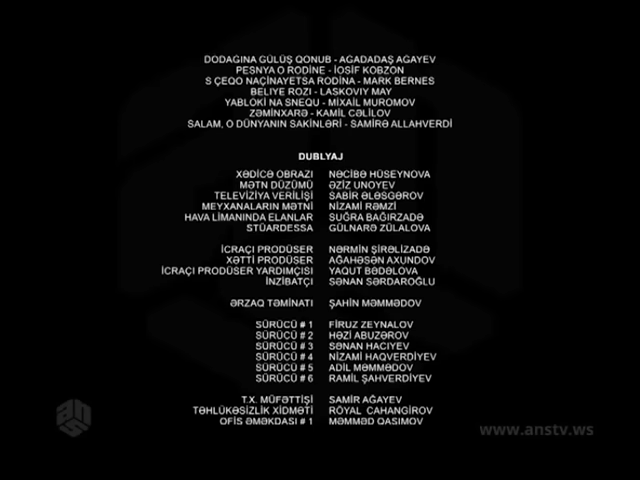 DODAĞINA GÜLÜŞ QONUB - AĞADADAŞ AĞAYEV
PESNYA O RODİNE - İOSİF KOBZON
S ÇEQO NAÇİNAYETSA RODİNA - MARK BERNES
BELIYE ROZI - LASKOVIY MAY
YABLOKİ NA SNEQU - MİXAİL MUROMOV
ZƏMİNXARƏ - KAMİL CƏLİLOV
SALAM, O DÜNYANIN SAKİNLƏRİ - SAMİRƏ ALLAHVERDİ
DUBLYAJ
XƏDİCƏ OBRAZI NƏCİBƏ HÜSEYNOVA
MƏTN DÜZÜMÜ ƏZİZ UNOYEV
TELEVİZİYA VERİLİŞİ SABİR ƏLƏSGƏROV
MEYXANALARIN MƏTNİ NİZAMİ RƏMZİ
HAVA LİMANINDA ELANLAR SUĞRA BAĞIRZADƏ
STÜARDESSA GÜLNARƏ ZÜLALOVA
İCRAÇI PRODÜSER NƏRMİN ŞİRƏLİZADƏ
XƏTTİ PRODÜSER AĞAHƏSƏN AXUNDOV
İCRAÇI PRODÜSER YARDIMÇISI YAQUT BƏDƏLOVA
İNZİBATÇI SƏNAN SƏRDAROĞLU
ƏRZAQ TƏMİNATI ŞAHİN MƏMMƏDOV
SÜRÜCÜ # 1 FİRUZ ZEYNALOV
SÜRÜCÜ # 2 HƏZİ ABUZƏROV
SÜRÜCÜ # 3 SƏNAN HACIYEV
SÜRÜCÜ # 4 NİZAMİ HAQVERDİYEV
SÜRÜCÜ # 5 ADİL MƏMMƏDOV
SÜRÜCÜ # 6 RAMİL ŞAHVERDİYEV
T.X. MÜFƏTTİŞİ SAMİR AĞAYEV
TƏHLÜKƏSİZLİK XİDMƏTİ RÖYAL CAHANGİROV
OFİS ƏMƏKDAŞI # 1 MƏMMƏD QASIMOV
ans
www.anstv.ws